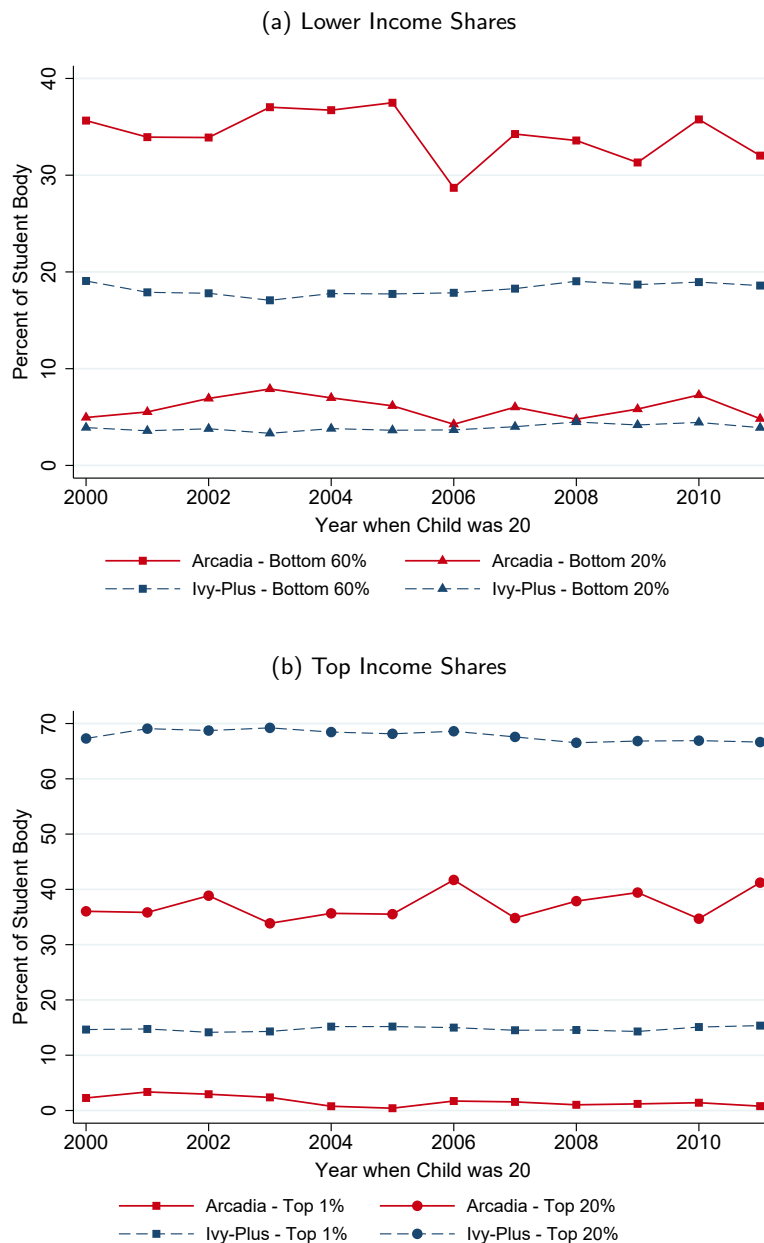 (a) Lower Income Shares
Percent of Student Body
40
30
20
10
0
2000 2002 2004 2006 2008 2010
Year when Child was 20
Arcadia - Bottom 60% Arcadia - Bottom 20%
Ivy-Plus - Bottom 60% Ivy-Plus - Bottom 20%
(b) Top Income Shares
Percent of Student Body
70
60
50
40
30
20
10
0
2000 2002 2004 2006 2008 2010
Year when Child was 20
Arcadia - Top 1% Arcadia - Top 20%
Ivy-Plus - Top 1% Ivy-Plus - Top 20%